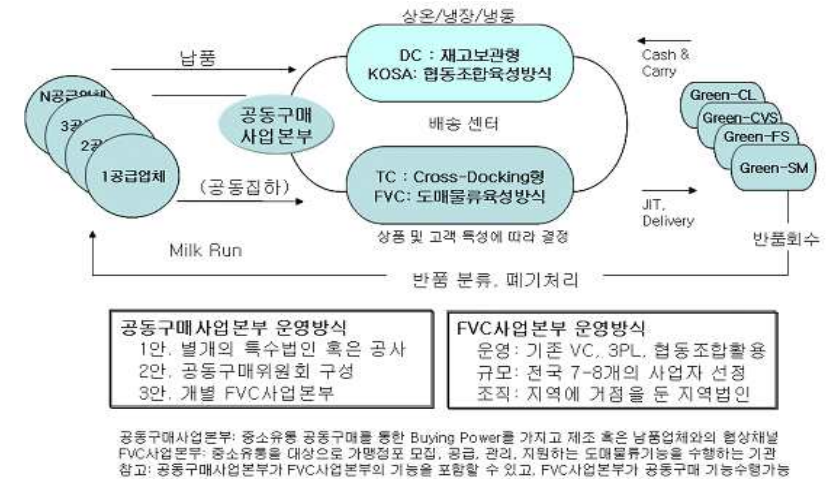 상온/냉장/냉동
납품
DC : 재고보관형
KOSA: 협동조합육성방식
Cash &
Carry
N공급업체
3공
2공
1공급업체
공동구매
사업본부
배송 센터
Green-CL
Green-CVS
Green-FS
Green-SM
(공동집하)
TC : Cross-Docking형
FVC: 도매물류육성방식
JIT,
Delivery
상품 및 고객 특성에 따라 결정
반품회수
Milk Run
반품 분류, 폐기처리
공동구매사업본부 운영방식
1안. 별개의 특수법인 혹은 공사
2안. 공동구매위원회 구성
3안. 개별 FVC사업본부
FVC사업본부 운영방식
운영: 기존 VC, 3PL, 협동조합활용
규모: 전국 7-8개의 사업자 선정
조직: 지역에 거점을 둔 지역법인
공동구매사업본부: 중소유통 공동구매를 통한 Buying Power를 가지고 제조 혹은 납품업체와의 협상채널
FVC사업본부: 중소유통을 대상으로 가맹점포 모집, 공급, 관리, 지원하는 도매물류기능을 수행하는 기관
참고: 공동구매사업본부가 FVC사업본부의 기능을 포함할 수 있고, FVC사업본부가 공동구매 기능수행가능